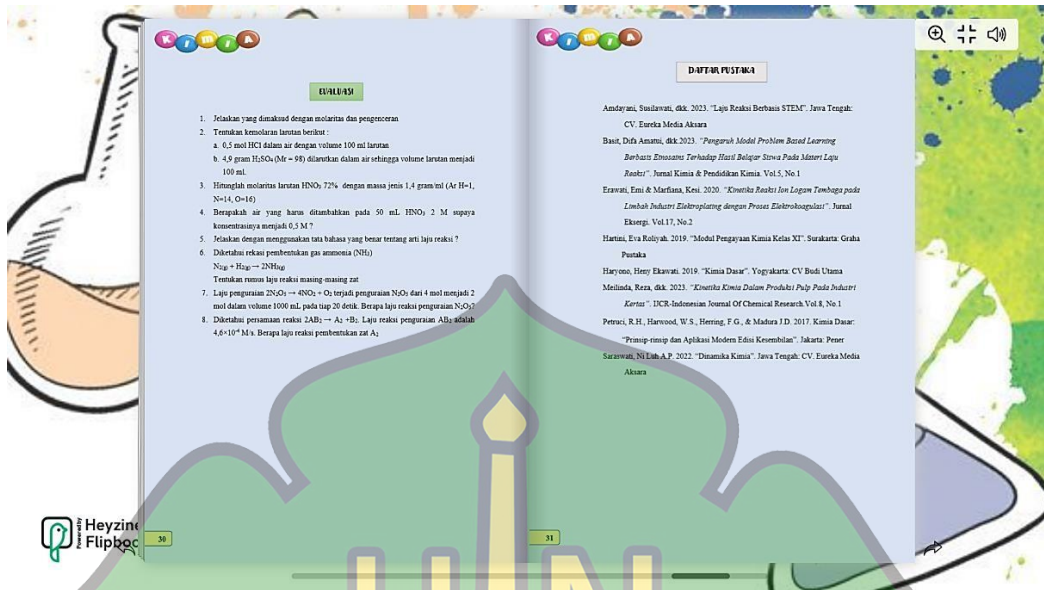 KIMIA
EVALUASI
1. Jelaskan yang dimaksud dengan molaritas dan pengenceran
2. Tentukan kemolaran larutan berikut :
a. 0,5 mol HCl dalam air dengan volume 100 ml larutan
b. 4,9 gram H₂SO₄ (Mr = 98) dilarutkan dalam air sehingga volume larutan menjadi
100 ml.
3. Hitunglah molaritas larutan HNO₃ 72% dengan massa jenis 1,4 gram/ml (Ar H=1,
N=14, O=16)
4. Berapakah air yang harus ditambahkan pada 50 mL HNO₃ 2 M supaya
konsentrasinya menjadi 0,5 M ?
5. Jelaskan dengan menggunakan tata bahasa yang benar tentang arti laju reaksi ?
6. Diketahui rekasi pembentukan gas ammonia (NH₃)
N₂₍g₎ + H₂₍g₎ → 2NH₃₍g₎
Tentukan rumus laju reaksi masing-masing zat
7. Laju penguraian 2N₂O₅ → 4NO₂ + O₂ terjadi penguraian N₂O₅ dari 4 mol menjadi 2
mol dalam volume 1000 mL pada tiap 20 detik. Berapa laju reaksi penguraian N₂O₅?
8. Diketahui persamaan reaksi 2AB₂ → A₂ +B₂. Laju reaksi penguraian AB₂ adalah
4,6×10⁻⁴ M/s. Berapa laju reaksi pembentukan zat A₂
30
KIMIA
DAFTAR PUSTAKA
Amdayani, Susilawati, dkk. 2023. “Laju Reaksi Berbasis STEM”. Jawa Tengah:
CV. Eureka Media Aksara
Basit, Difa Amatui, dkk.2023. “Pengaruh Model Problem Based Learning
Berbasis Etnosains Terhadap Hasil Belajar Siswa Pada Materi Laju
Reaksi”. Jurnal Kimia & Pendidikan Kimia. Vol.5, No.1
Erawati, Emi & Marfiana, Kesi. 2020. “Kinetika Reaksi Ion Logam Tembaga pada
Limbah Industri Elektroplating dengan Proses Elektrokoagulasi”. Jurnal
Eksergi. Vol.17, No.2
Hartini, Eva Roliyah. 2019. “Modul Pengayaan Kimia Kelas XI”. Surakarta: Graha
Pustaka
Haryono, Heny Ekawati. 2019. “Kimia Dasar”. Yogyakarta: CV Budi Utama
Meilinda, Reza, dkk. 2023. “Kinetika Kimia Dalam Produksi Pulp Pada Industri
Kertas”. IJCR-Indonesian Journal Of Chemical Research.Vol.8, No.1
Petruci, R.H., Harwood, W.S., Herring, F.G., & Madura J.D. 2017. Kimia Dasar:
“Prinsip-rinsip dan Aplikasi Modern Edisi Kesembilan”. Jakarta: Pener
Saraswati, Ni Luh A.P. 2022. “Dinamika Kimia”. Jawa Tengah: CV. Eureka Media
Aksara
31
Powered by
Heyzine
Flipboo
UIN